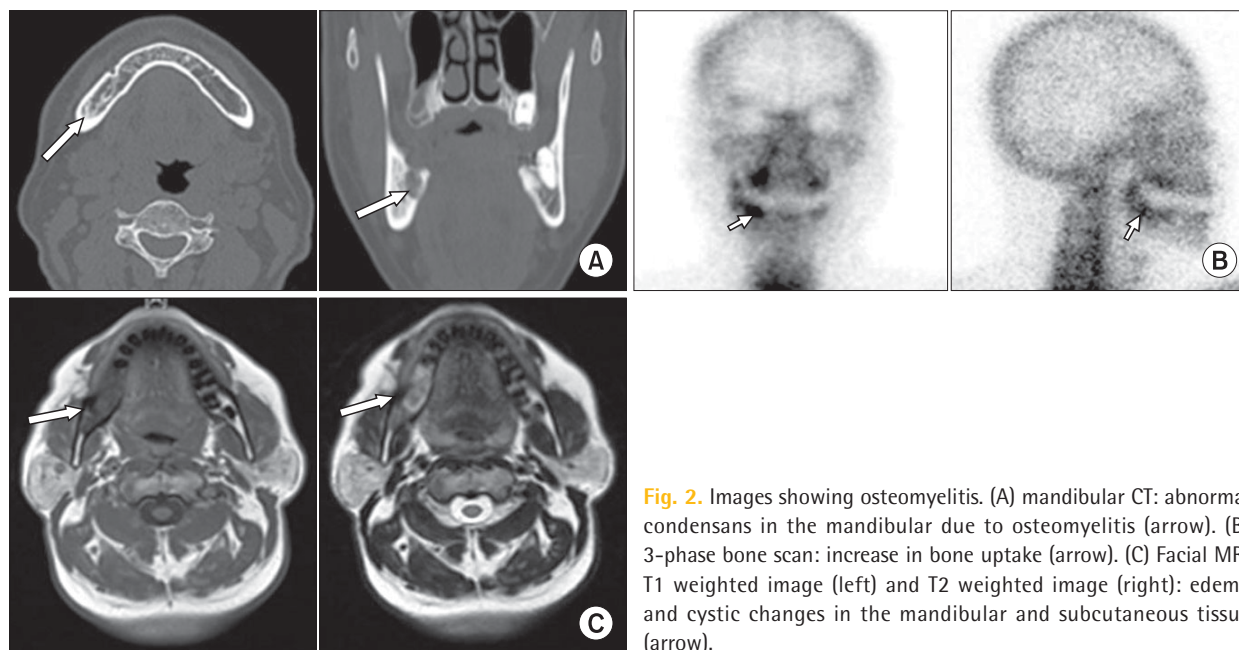 A
B
C
Fig. 2. Images showing osteomyelitis. (A) mandibular CT: abnorma
condensans in the mandibular due to osteomyelitis (arrow). (B
3-phase bone scan: increase in bone uptake (arrow). (C) Facial MR
T1 weighted image (left) and T2 weighted image (right): edem
and cystic changes in the mandibular and subcutaneous tissu
(arrow).